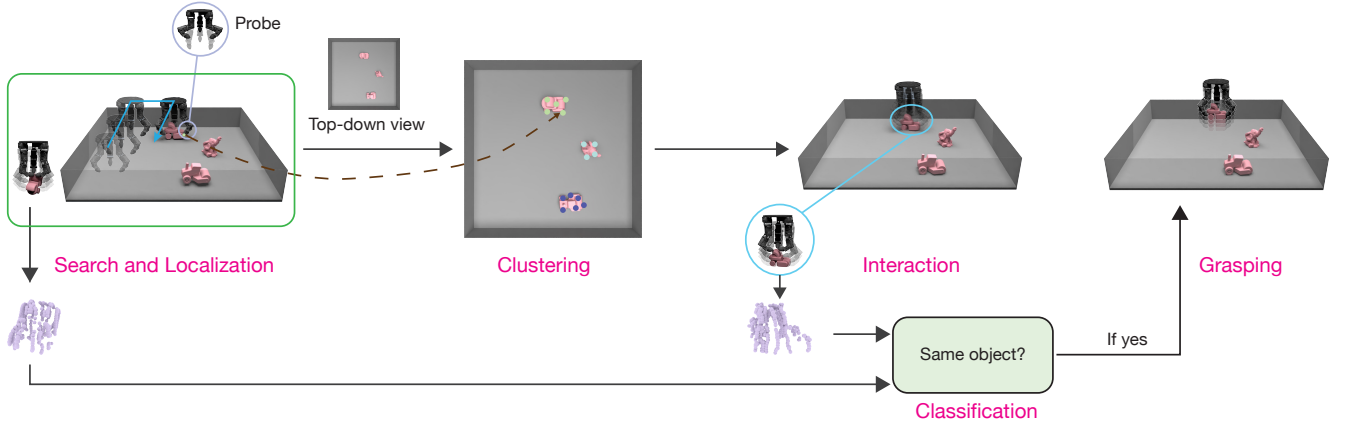 Probe
Top-down view
Search and Localization
Clustering
Interaction
Grasping
Same object?
If yes
Classification